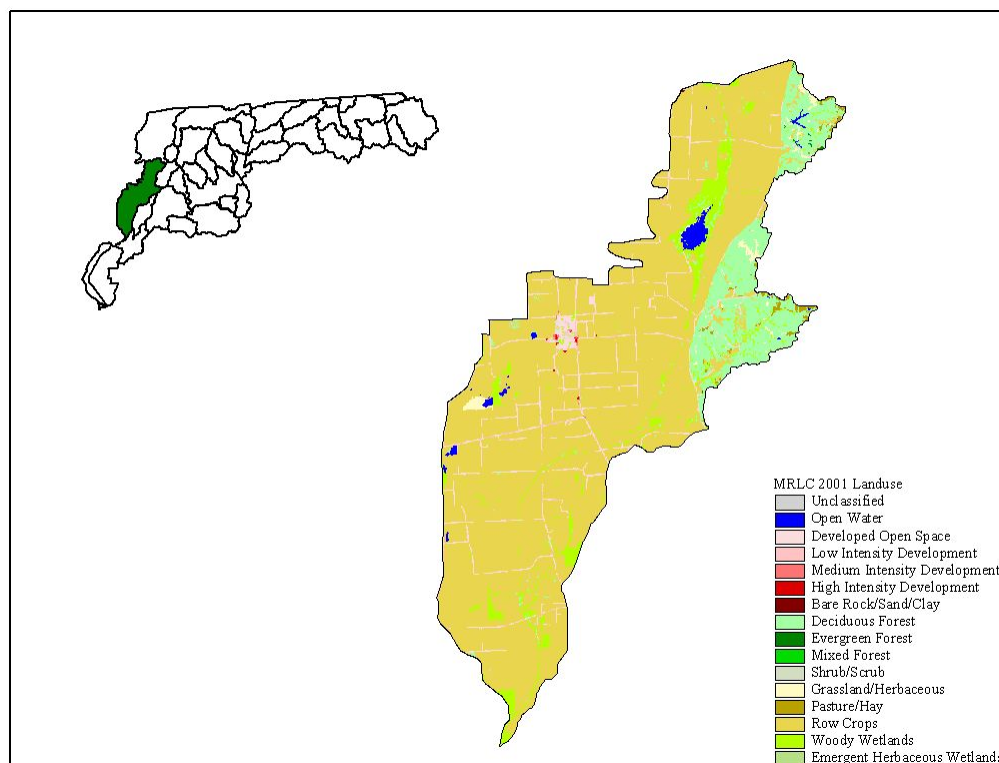 MRLC 2001 Landuse
Unclassified
Open Water
Developed Open Space
Low Intensity Development
Medium Intensity Development
High Intensity Development
Bare Rock/Sand/Clay
Deciduous Forest
Evergreen Forest
Mixed Forest
Shrub/Scrub
Grassland/Herbaceous
Pasture/Hay
Row Crops
Woody Wetlands
Emergent Herbaceous Wetlands